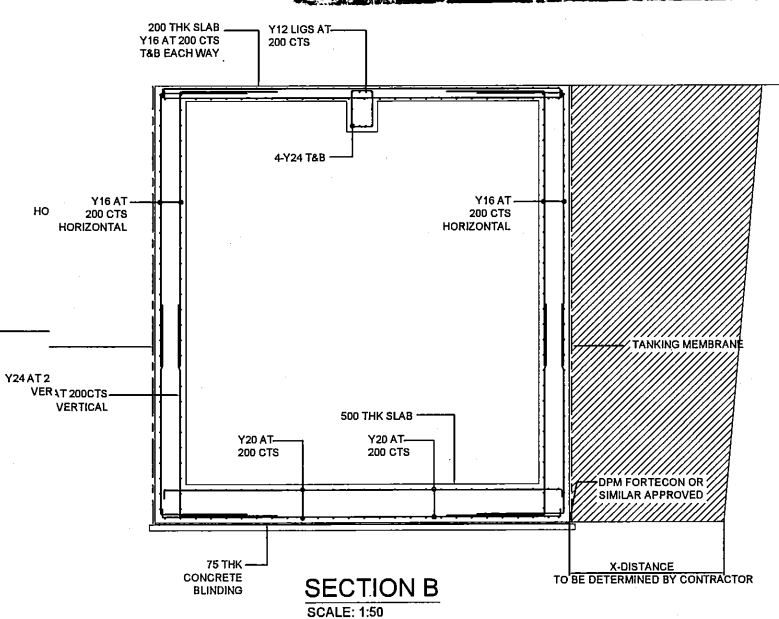 200 THK SLAB
Y16 AT 200 CTS
T&B EACH WAY
Y12 LIGS AT
200 CTS
4-Y24 T&B
HO
Y16 AT
200 CTS
HORIZONTAL
Y16 AT
200 CTS
HORIZONTAL
TANKING MEMBRANE
Y24 AT 2
VER
AT 200CTS
VERTICAL
500 THK SLAB
Y20 AT
200 CTS
Y20 AT
200 CTS
DPM FORTECON OR
SIMILAR APPROVED
75 THK
CONCRETE
BLINDING
X-DISTANCE
TO BE DETERMINED BY CONTRACTOR
SECTION B
SCALE: 1:50